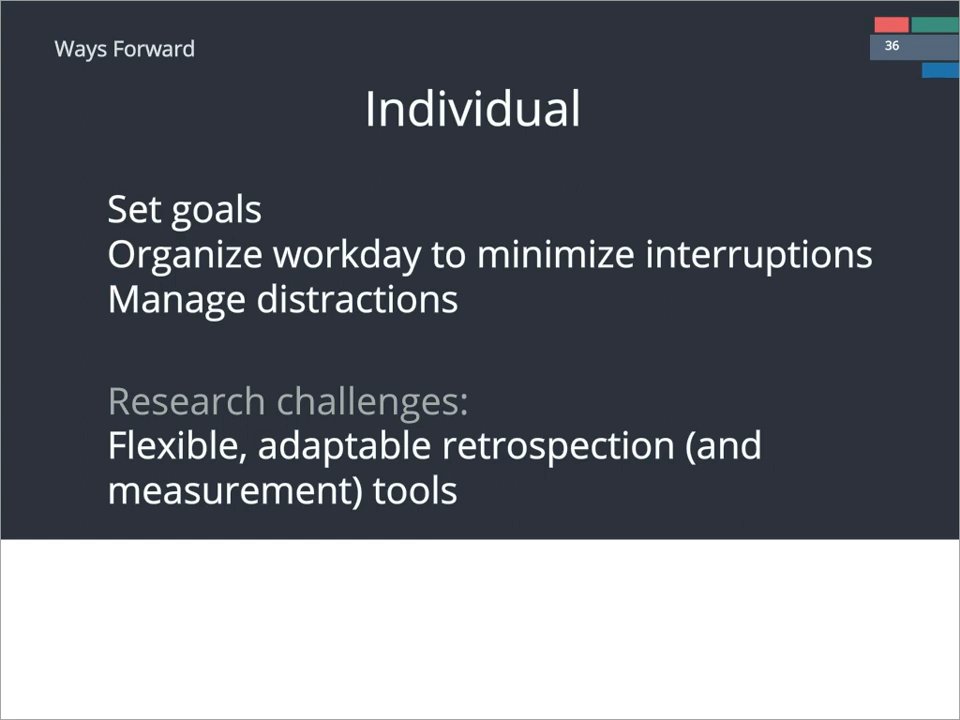 Ways Forward
36
Individual
Set goals
Organize workday to minimize interruptions
Manage distractions
Research challenges:
Flexible, adaptable retrospection (and
measurement) tools